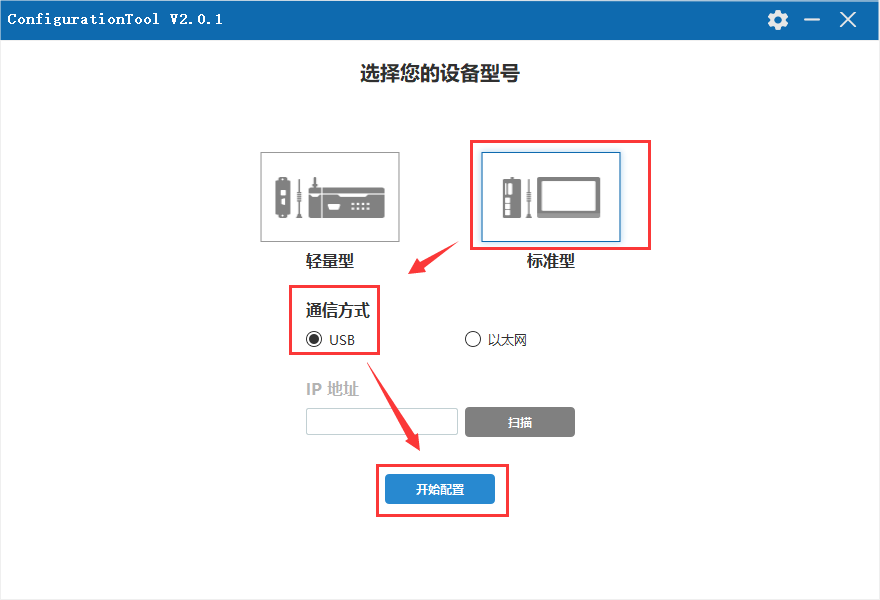 ConfigurationTool V2.0.1
选择您的设备型号
轻量型
标准型
通信方式
USB
以太网
IP 地址
扫描
开始配置